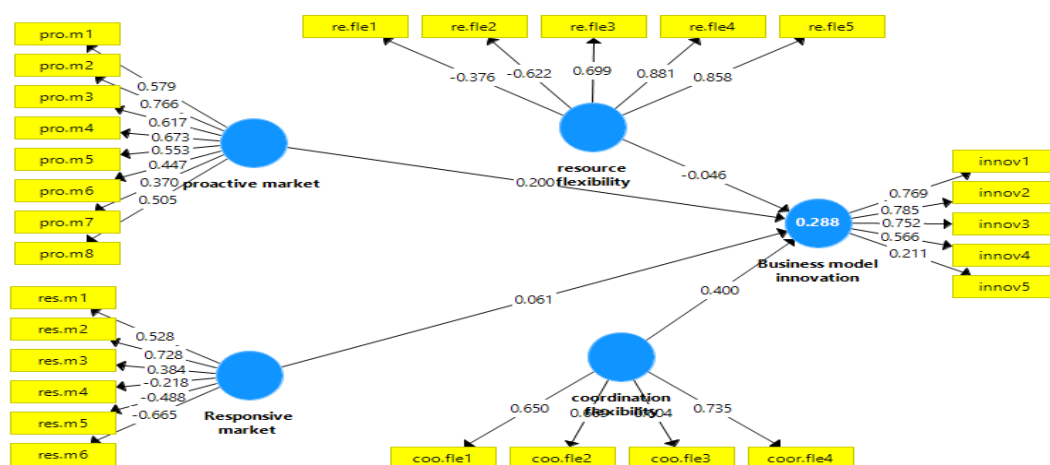 pro.m1
pro.m2
pro.m3
pro.m4
pro.m5
pro.m6
pro.m7
pro.m8
0.579
0.766
0.617
0.673
0.553
0.447
0.370
0.505
proactive market
re.fle1
re.fle2
re.fle3
re.fle4
re.fle5
-0.376
-0.622
0.699
0.881
0.858
resource
flexibility
0.200
-0.046
0.061
0.400
0.288
Business model
innovation
innov1
innov2
innov3
innov4
innov5
0.769
0.785
0.752
0.566
0.211
res.m1
res.m2
res.m3
res.m4
res.m5
res.m6
0.528
0.728
0.384
-0.218
-0.488
-0.665
Responsive
market
coordination
flexibility
0.650
0.735
coo.fle1
coo.fle2
coo.fle3
coor.fle4